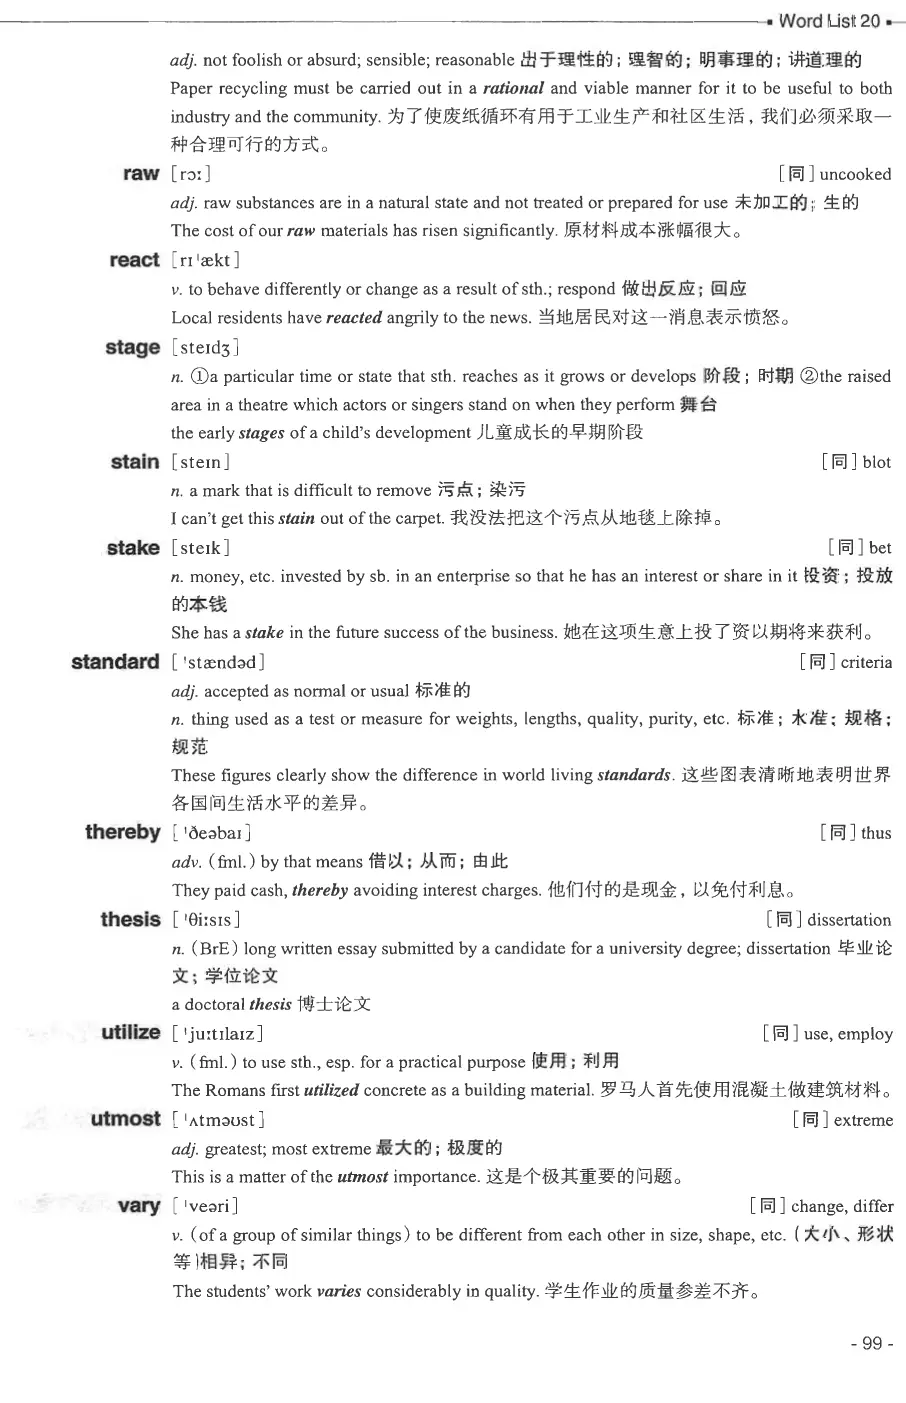 Word List 20
adj. not foolish or absurd; sensible; reasonable 出于理性的；理智的；明事理的；讲道理的
Paper recycling must be carried out in a rational and viable manner for it to be useful to both
industry and the community. 为了使废纸循环有用于工业生产和社区生活，我们必须采取一
种合理可行的方式。
raw [rɔː] [同] uncooked
adj. raw substances are in a natural state and not treated or prepared for use 未加工的；生的
The cost of our raw materials has risen significantly. 原材料成本涨幅很大。
react [rɪˈækt]
v. to behave differently or change as a result of sth.; respond 做出反应；回应
Local residents have reacted angrily to the news. 当地居民对这一消息表示愤怒。
stage [steɪdʒ]
n. ①a particular time or state that sth. reaches as it grows or develops 阶段；时期 ②the raised
area in a theatre which actors or singers stand on when they perform 舞台
the early stages of a child's development 儿童成长的早期阶段
stain [steɪn] [同] blot
n. a mark that is difficult to remove 污点；染污
I can't get this stain out of the carpet. 我没法把这个污点从地毯上除掉。
stake [steɪk] [同] bet
n. money, etc. invested by sb. in an enterprise so that he has an interest or share in it 投资；投放
的本钱
She has a stake in the future success of the business. 她在这项生意上投了资以期将来获利。
standard [ˈstændəd] [同] criteria
adj. accepted as normal or usual 标准的
n. thing used as a test or measure for weights, lengths, quality, purity, etc. 标准；水准；规格；
规范
These figures clearly show the difference in world living standards. 这些图表清晰地表明世界
各国间生活水平的差异。
thereby [ˈðeəbaɪ] [同] thus
adv. (fml.) by that means 借以；从而；由此
They paid cash, thereby avoiding interest charges. 他们付的是现金，以免付利息。
thesis [ˈθiːsɪs] [同] dissertation
n. (BrE) long written essay submitted by a candidate for a university degree; dissertation 毕业论
文；学位论文
a doctoral thesis 博士论文
utilize [ˈjuːtɪlaɪz] [同] use, employ
v. (fml.) to use sth., esp. for a practical purpose 使用；利用
The Romans first utilized concrete as a building material. 罗马人首先使用混凝土做建筑材料。
utmost [ˈʌtməʊst] [同] extreme
adj. greatest; most extreme 最大的；极度的
This is a matter of the utmost importance. 这是个极其重要的问题。
vary [ˈveəri] [同] change, differ
v. (of a group of similar things) to be different from each other in size, shape, etc. (大小、形状
等)相异；不同
The students' work varies considerably in quality. 学生作业的质量参差不齐。
- 99 -